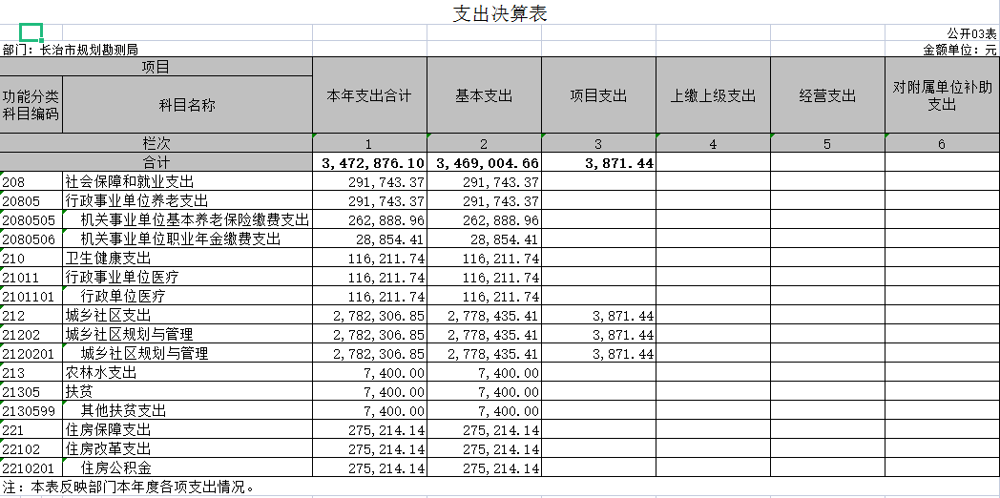 支出决算表
公开03表
部门：长治市规划勘测局 金额单位：元
项目 本年支出合计 基本支出 项目支出 上缴上级支出 经营支出 对附属单位补助支出
功能分类科目编码 科目名称
栏次 1 2 3 4 5 6
合计 3,472,876.10 3,469,004.66 3,871.44
208 社会保障和就业支出 291,743.37 291,743.37
20805 行政事业单位养老支出 291,743.37 291,743.37
2080505 机关事业单位基本养老保险缴费支出 262,888.96 262,888.96
2080506 机关事业单位职业年金缴费支出 28,854.41 28,854.41
210 卫生健康支出 116,211.74 116,211.74
21011 行政事业单位医疗 116,211.74 116,211.74
2101101 行政单位医疗 116,211.74 116,211.74
212 城乡社区支出 2,782,306.85 2,778,435.41 3,871.44
21202 城乡社区规划与管理 2,782,306.85 2,778,435.41 3,871.44
2120201 城乡社区规划与管理 2,782,306.85 2,778,435.41 3,871.44
213 农林水支出 7,400.00 7,400.00
21305 扶贫 7,400.00 7,400.00
2130599 其他扶贫支出 7,400.00 7,400.00
221 住房保障支出 275,214.14 275,214.14
22102 住房改革支出 275,214.14 275,214.14
2210201 住房公积金 275,214.14 275,214.14
注：本表反映部门本年度各项支出情况。